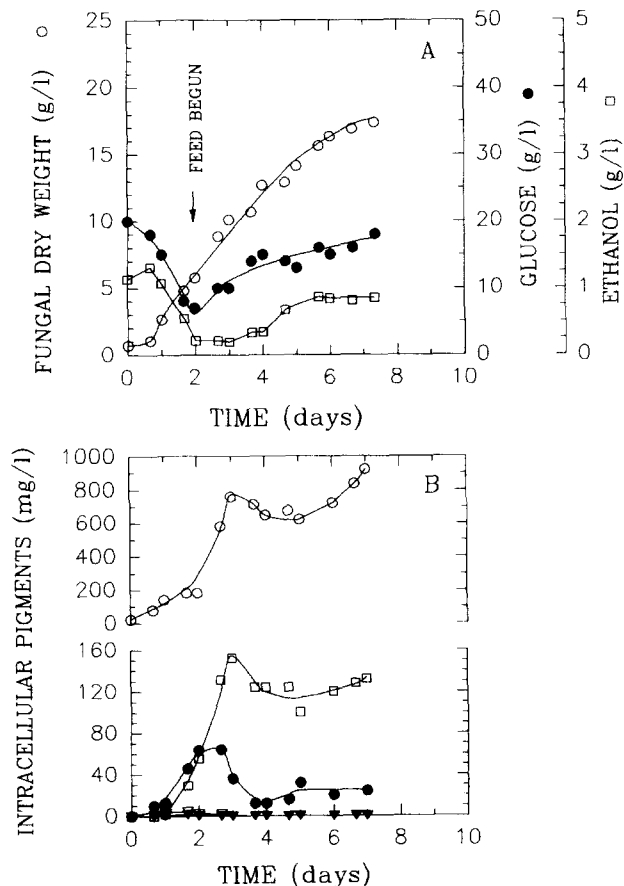 A
FUNGAL DRY WEIGHT (g/l)
25
20
15
10
5
0
FEED BEGUN
50
40
30
20
10
0
GLUCOSE (g/l)
5
4
3
2
1
0
ETHANOL (g/l)
0 2 4 6 8 10
TIME (days)
B
INTRACELLULAR PIGMENTS (mg/l)
1000
800
600
400
200
0
160
120
80
40
0
0 2 4 6 8 10
TIME (days)